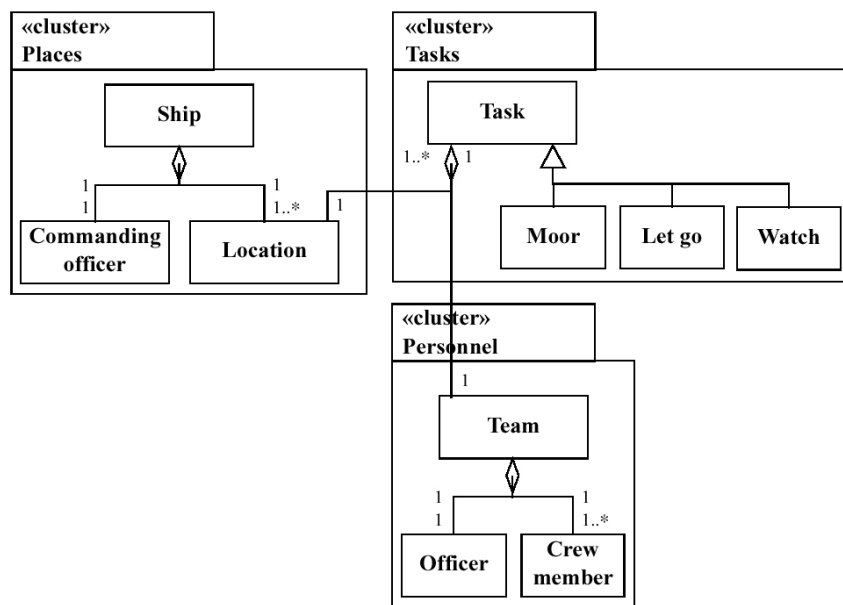 «cluster»
Places
Ship
1
1
1
1..*
Commanding
officer
Location
1
«cluster»
Tasks
Task
1..*
1
Moor
Let go
Watch
«cluster»
Personnel
1
Team
1
1
1
1..*
Officer
Crew
member